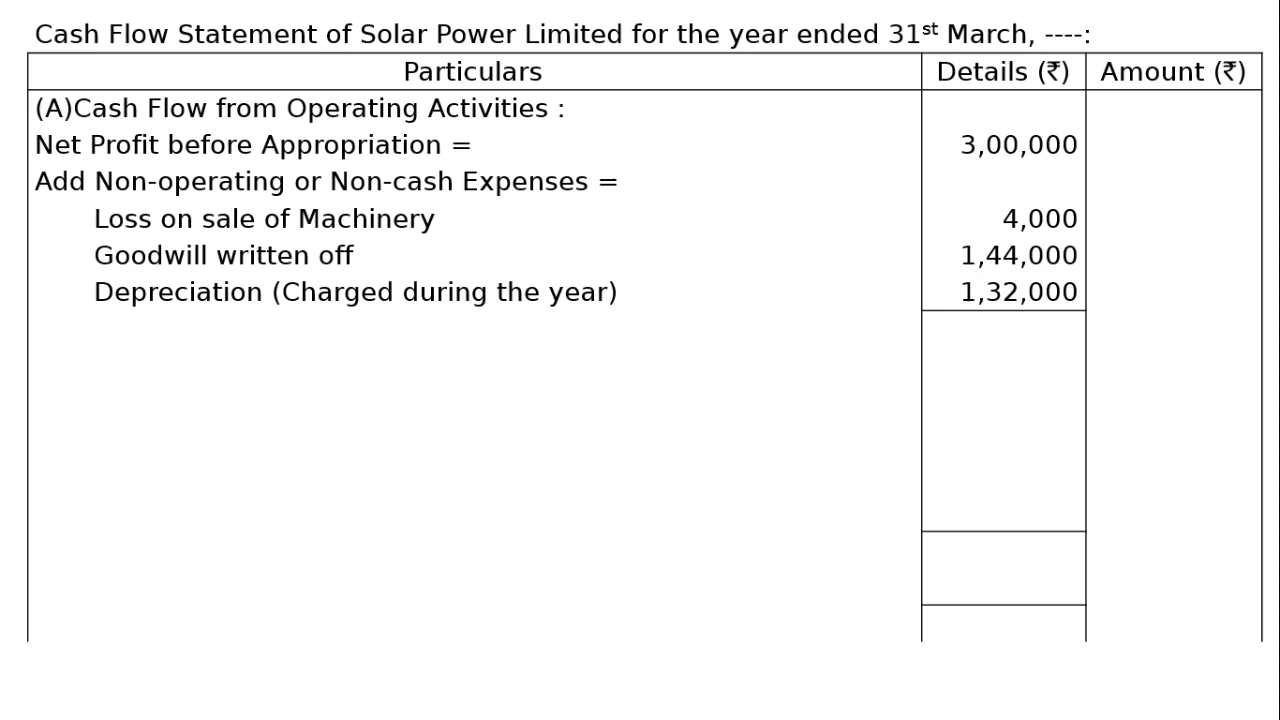 Cash Flow Statement of Solar Power Limited for the year ended 31st March, ----:
Particulars Details (₹) Amount (₹)
(A)Cash Flow from Operating Activities :
Net Profit before Appropriation = 3,00,000
Add Non-operating or Non-cash Expenses =
Loss on sale of Machinery 4,000
Goodwill written off 1,44,000
Depreciation (Charged during the year) 1,32,000